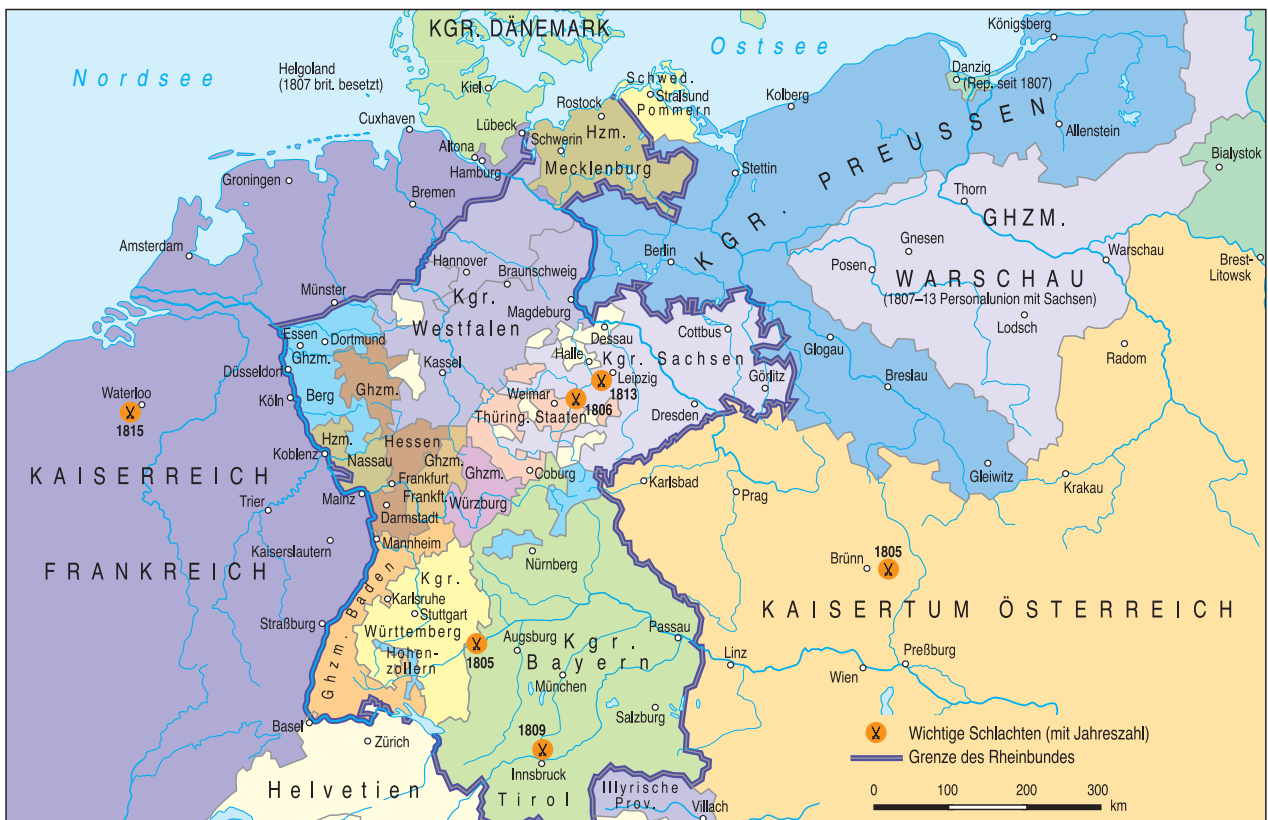 KGR. DÄNEMARK
Nordsee
Ostsee
Helgoland
(1807 brit. besetzt)
Kiel
Schwed.
Stralsund
Pommern
Rostock
Kolberg
Königsberg
Danzig
(Rep. seit 1807)
Allenstein
Bialystok
Cuxhaven
Lübeck
Altona
Hamburg
Schwerin
Hzm.
Mecklenburg
Stettin
KGR. PREUSSEN
Groningen
Bremen
Amsterdam
Hannover
Braunschweig
Berlin
Thorn
GHZM.
Gnesen
Posen
WARSCHAU
(1807–13 Personalunion mit Sachsen)
Warschau
Brest-
Litowsk
Lodsch
Radom
Münster
Kgr.
Westfalen
Magdeburg
Essen
Dortmund
Ghzm.
Berg
Düsseldorf
Köln
Kassel
Dessau
Halle
Kgr. Sachsen
Cottbus
Leipzig
1813
Görlitz
Dresden
Glogau
Breslau
Gleiwitz
Krakau
Waterloo
1815
Weimar
1806
Thüring. Staaten
Ghzm.
Hessen
Hzm.
Nassau
Koblenz
Ghzm.
Frankfurt
Frankft.
Ghzm.
Würzburg
Coburg
Mainz
Darmstadt
Trier
Kaiserslautern
Mannheim
KAISERREICH
FRANKREICH
Karlsbad
Prag
Nürnberg
Brünn
1805
KAISERTUM ÖSTERREICH
Straßburg
Ghzm. Baden
Karlsruhe
Kgr.
Stuttgart
Württemberg
Hohen-
zollern
1805
Augsburg
Kgr.
Bayern
München
Passau
Linz
Wien
Preßburg
Salzburg
Basel
Zürich
Helvetien
1809
Innsbruck
Tirol
Illyrische
Prov.
Villach
Wichtige Schlachten (mit Jahreszahl)
Grenze des Rheinbundes
0 100 200 300
km